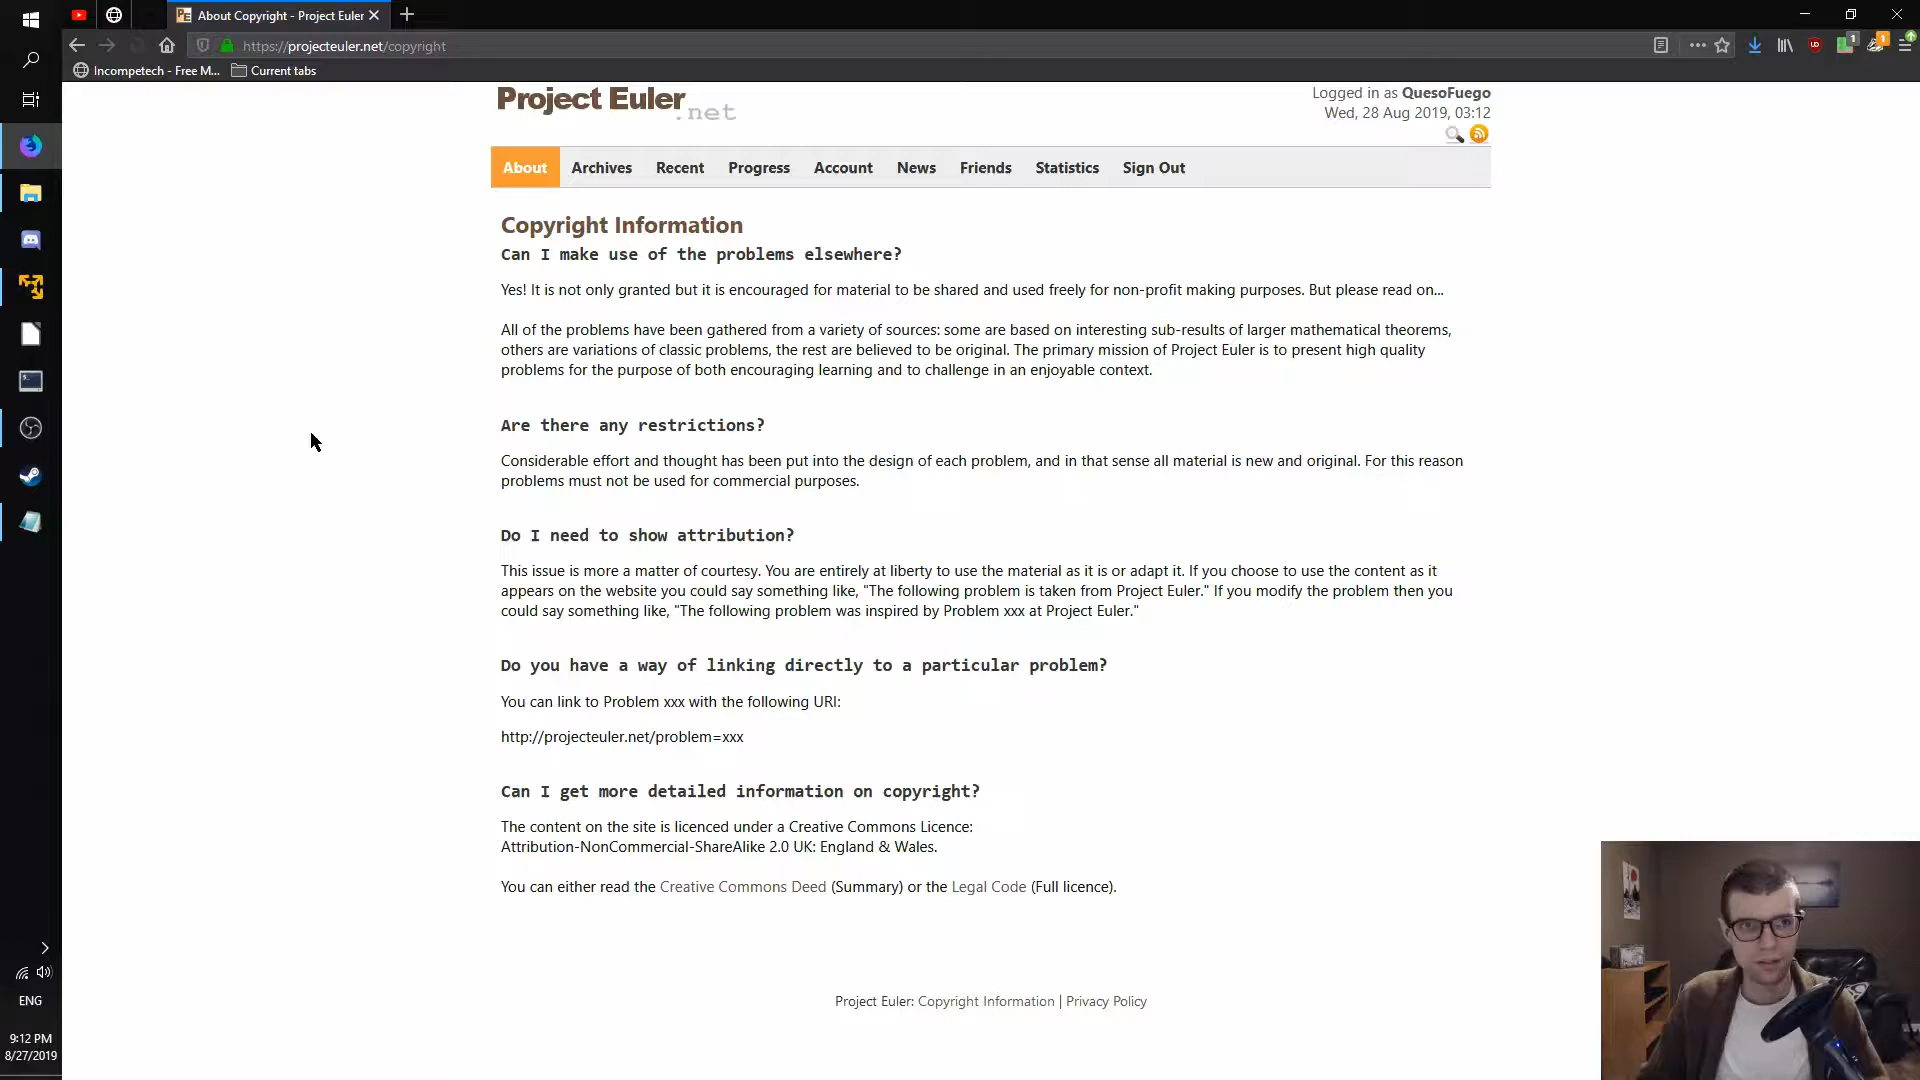 About Copyright - Project Euler
https://projecteuler.net/copyright
Incompetech - Free M... Current tabs
Project Euler
.net
Logged in as QuesoFuego
Wed, 28 Aug 2019, 03:12
About Archives Recent Progress Account News Friends Statistics Sign Out
Copyright Information
Can I make use of the problems elsewhere?
Yes! It is not only granted but it is encouraged for material to be shared and used freely for non-profit making purposes. But please read on...
All of the problems have been gathered from a variety of sources: some are based on interesting sub-results of larger mathematical theorems,
others are variations of classic problems, the rest are believed to be original. The primary mission of Project Euler is to present high quality
problems for the purpose of both encouraging learning and to challenge in an enjoyable context.
Are there any restrictions?
Considerable effort and thought has been put into the design of each problem, and in that sense all material is new and original. For this reason
problems must not be used for commercial purposes.
Do I need to show attribution?
This issue is more a matter of courtesy. You are entirely at liberty to use the material as it is or adapt it. If you choose to use the content as it
appears on the website you could say something like, "The following problem is taken from Project Euler." If you modify the problem then you
could say something like, "The following problem was inspired by Problem xxx at Project Euler."
Do you have a way of linking directly to a particular problem?
You can link to Problem xxx with the following URI:
http://projecteuler.net/problem=xxx
Can I get more detailed information on copyright?
The content on the site is licenced under a Creative Commons Licence:
Attribution-NonCommercial-ShareAlike 2.0 UK: England & Wales.
You can either read the Creative Commons Deed (Summary) or the Legal Code (Full licence).
Project Euler: Copyright Information | Privacy Policy
ENG
9:12 PM
8/27/2019
1
1